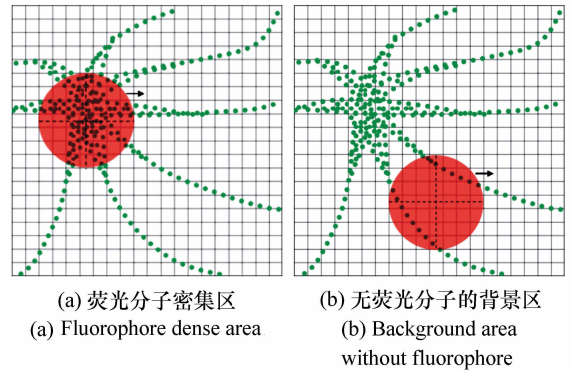 (a) 荧光分子密集区
(a) Fluorophore dense area
(b) 无荧光分子的背景区
(b) Background area
without fluorophore